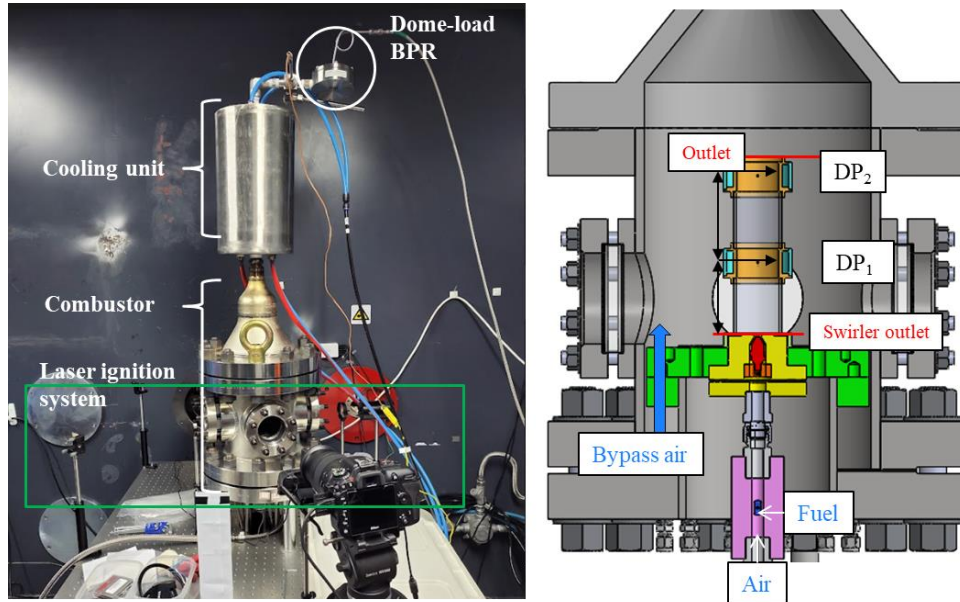 Dome-load
BPR
Cooling unit
Combustor
Laser ignition
system
Outlet
DP2
DP1
Swirler outlet
Bypass air
Fuel
Air